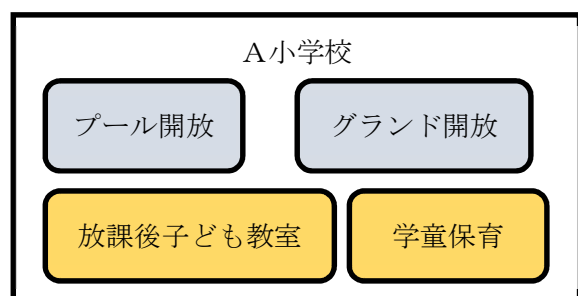 A小学校
プール開放
グランド開放
放課後子ども教室
学童保育